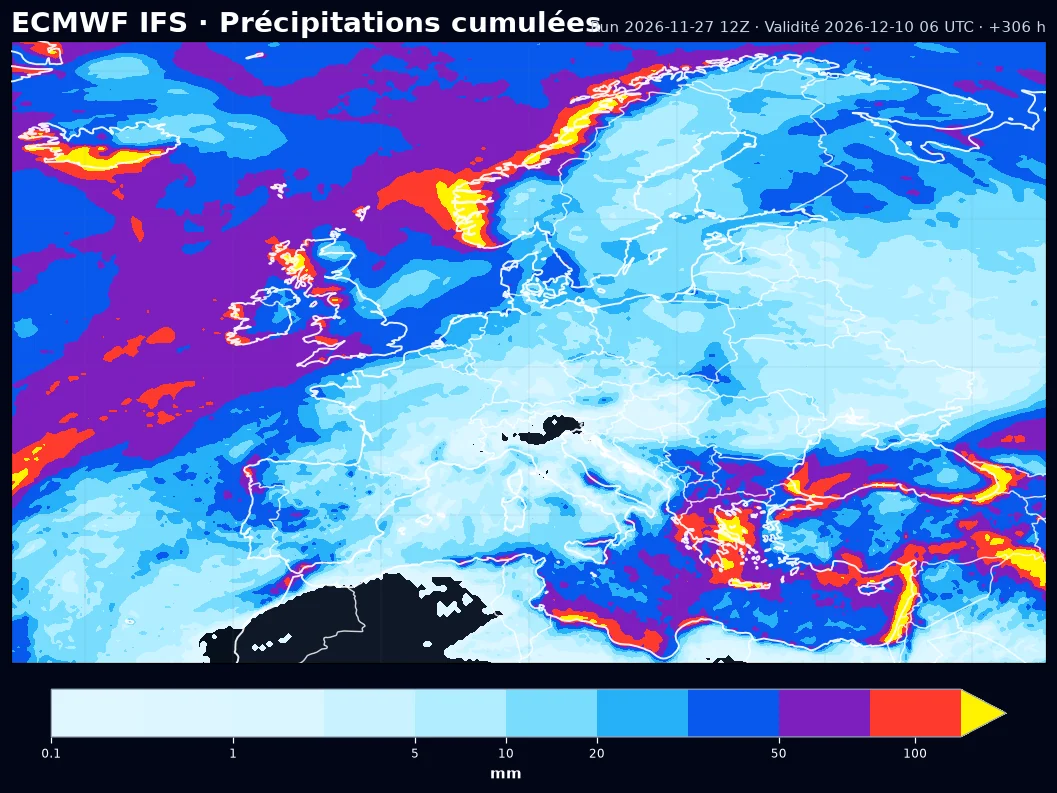 ECMWF IFS · Précipitations cumulées
Run 2026-11-27 12Z · Validité 2026-12-10 06 UTC · +306 h
0.1 1 5 10 20 50 100
mm